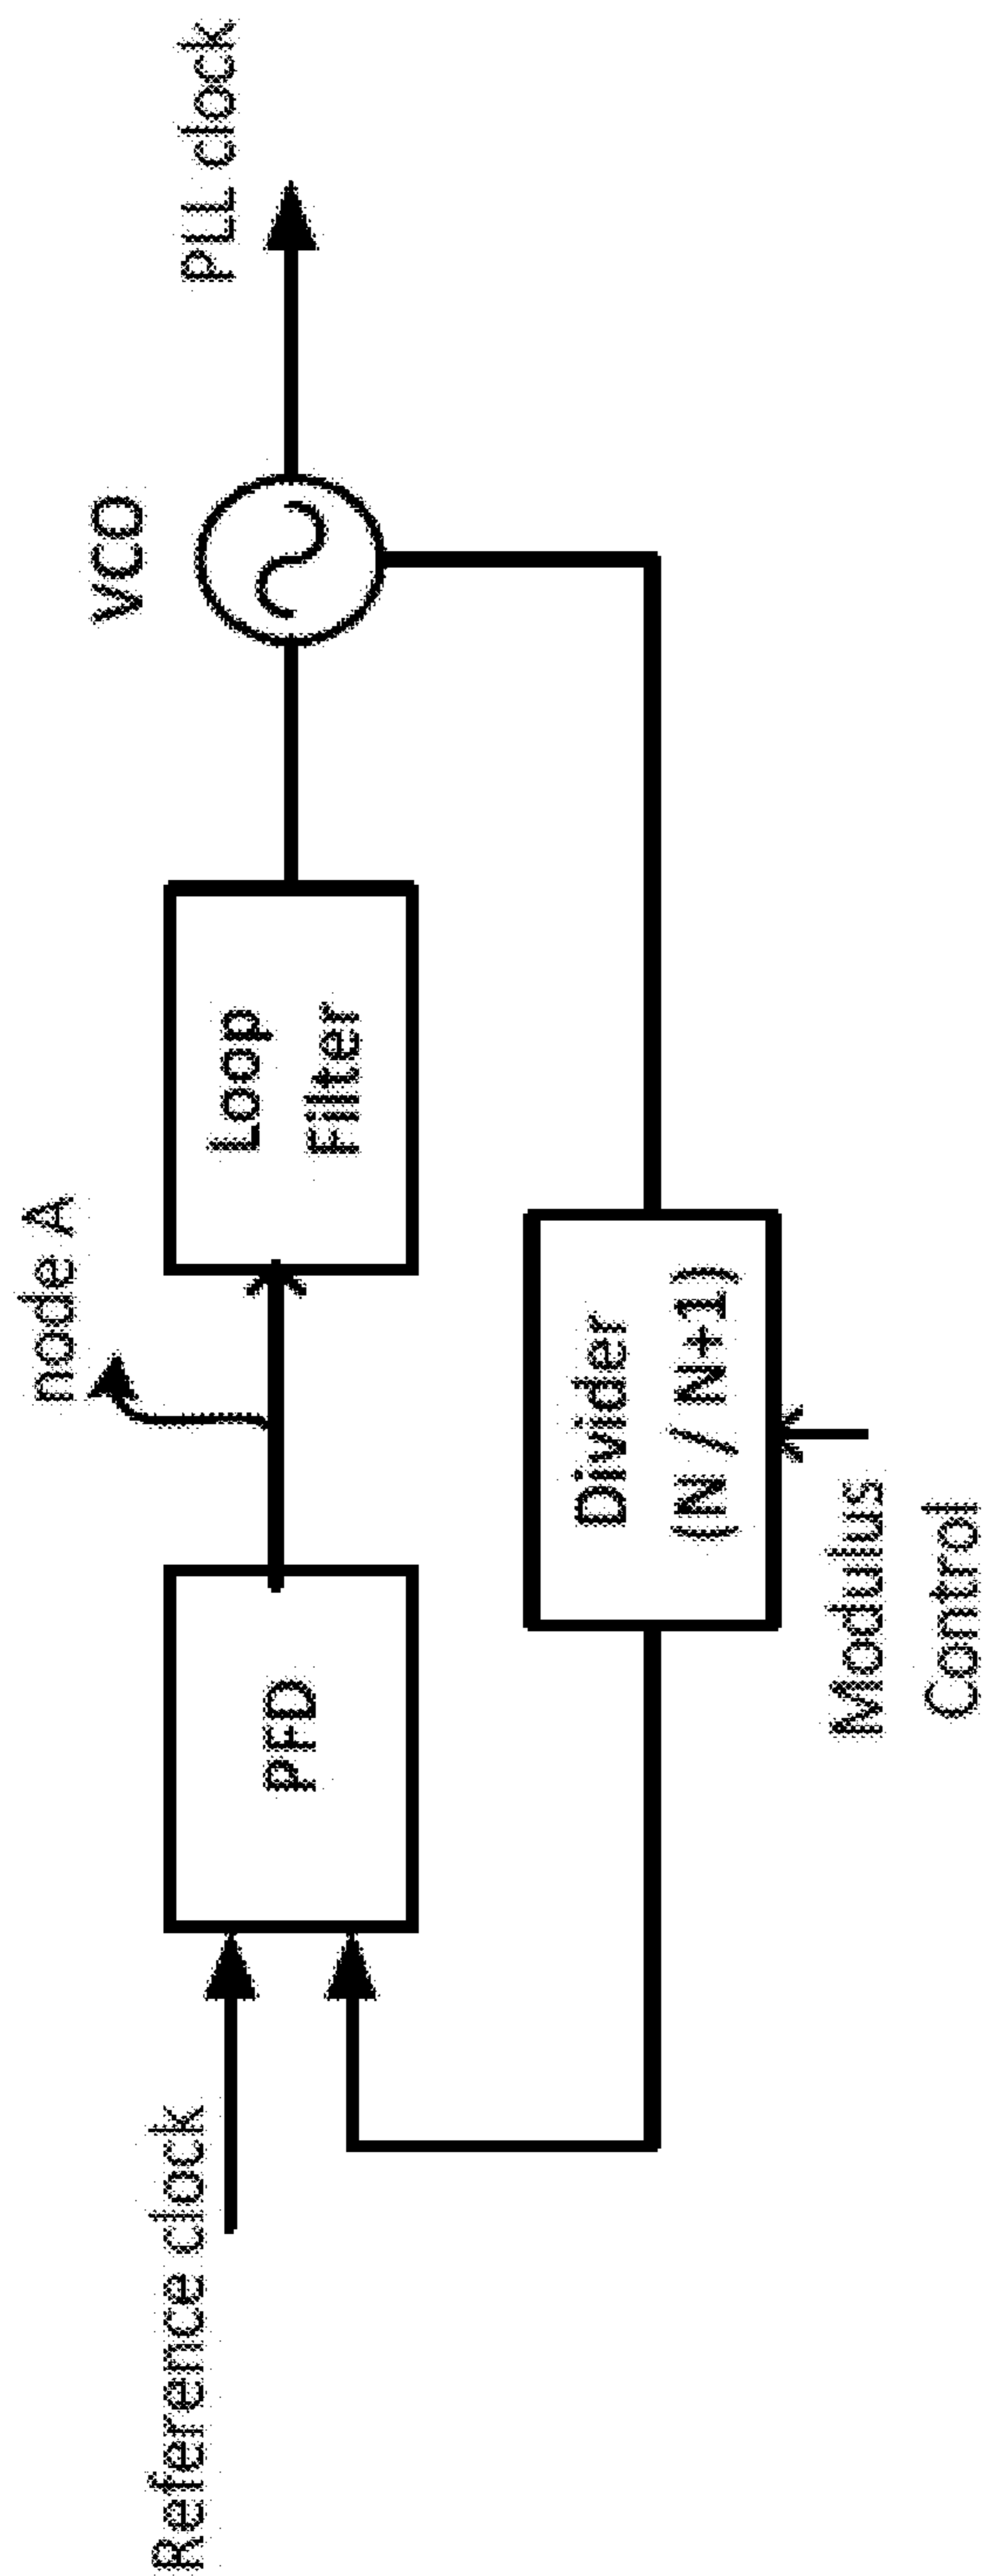 Reference clock
PFD
node A
Loop
Filter
VCO
PLL clock
Divider
(N / N+1)
Modulus
Control